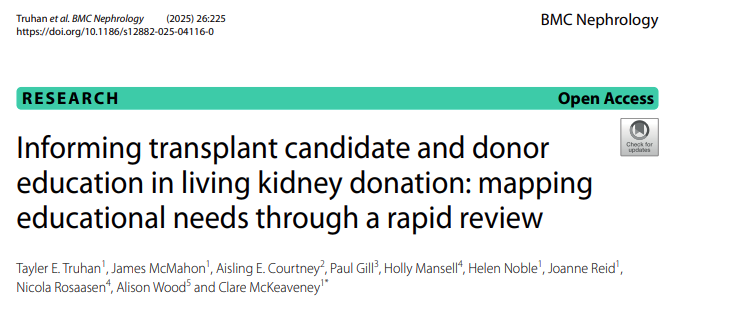 Truhan et al. BMC Nephrology (2025) 26:225
https://doi.org/10.1186/s12882-025-04116-0
BMC Nephrology
RESEARCH Open Access
Check for
updates
Informing transplant candidate and donor
education in living kidney donation: mapping
educational needs through a rapid review
Tayler E. Truhan1, James McMahon1, Aisling E. Courtney2, Paul Gill3, Holly Mansell4, Helen Noble1, Joanne Reid1,
Nicola Rosaasen4, Alison Wood5 and Clare McKeaveney1*